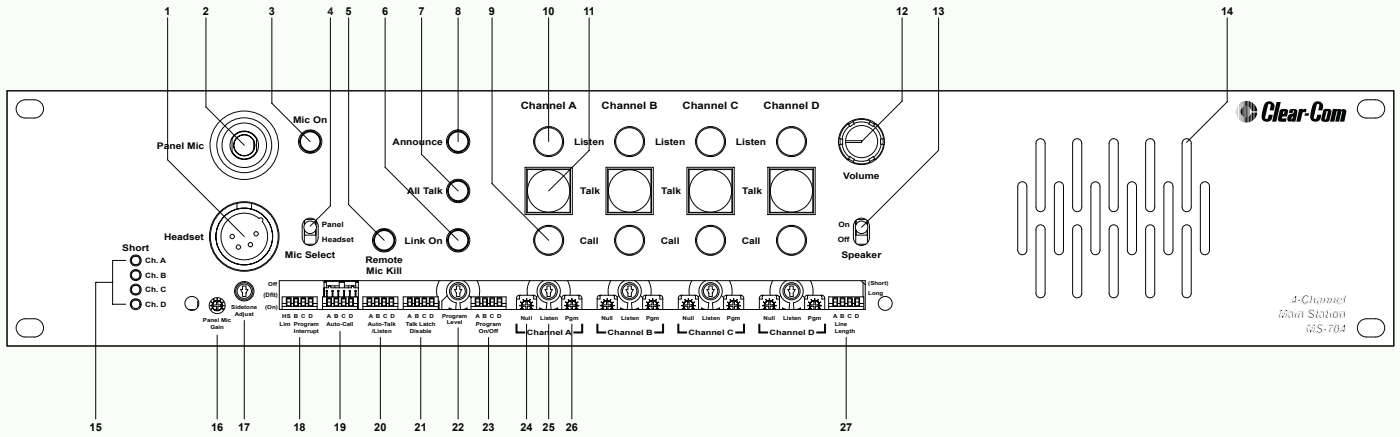 1 2 3 4 5 6 7 8 9 10 11 12 13 14
Channel A Channel B Channel C Channel D
Clear-Com
Mic On
Panel Mic
Announce
Listen Listen Listen
Volume
All Talk
Talk Talk Talk
Headset
Panel
Headset
Mic Select
Link On
Remote
Mic Kill
Call Call Call
On
Off
Speaker
Short
Ch. A
Ch. B
Ch. C
Ch. D
Panel Mic
Gain
Sidetone
Adjust
Off
(Dflt)
(On)
HS B C D
Lim Program
Interrupt
A B C D
Auto-Call
A B C D
Auto-Talk
/Listen
A B C D
Talk Latch
Disable
Program
Level
A B C D
Program
On/Off
Null Listen Pgm
Channel A
Null Listen Pgm
Channel B
Null Listen Pgm
Channel C
Null Listen Pgm
Channel D
(Short)
Long
A B C D
Line
Length
4-Channel
Main Station
MS-704
15 16 17 18 19 20 21 22 23 24 25 26 27